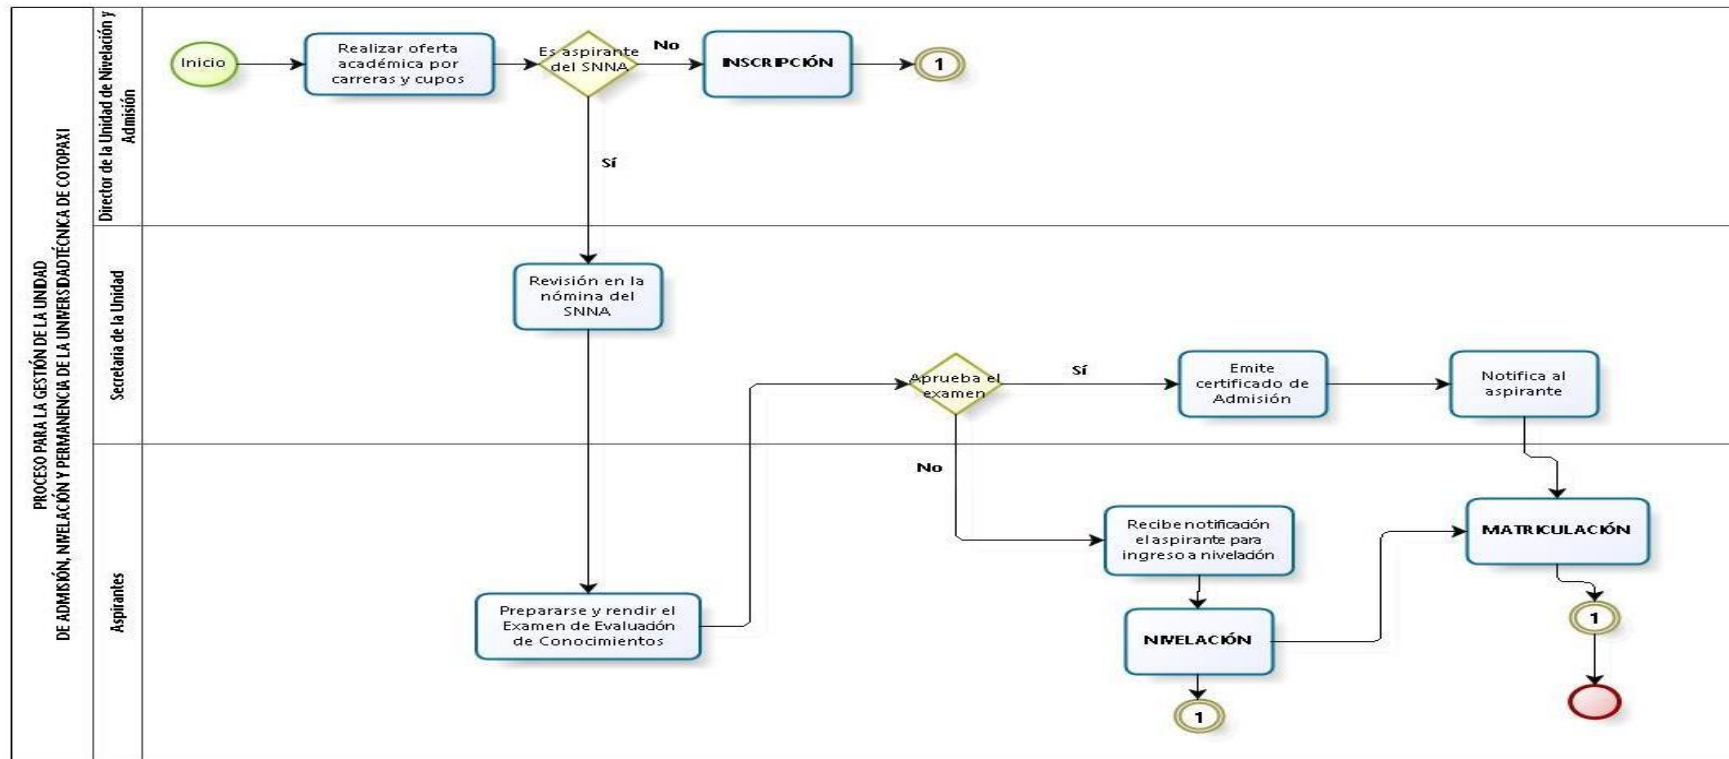 PROCESO PARA LA GESTIÓN DE LA UNIDAD
DE ADMISIÓN, NIVELACIÓN Y PERMANENCIA DE LA UNIVERSIDADTÉCNICA DE COTOPAXI
Director de la Unidad de Nivelación y
Admisión
Inicio
Realizar oferta
académica por
carreras y cupos
Es aspirante
del SNNA
No
INSCRIPCIÓN
1
Sí
Secretaria de la Unidad
Revisión en la
nómina del
SNNA
Aprueba el
examen
Sí
Emite
certificado de
Admisión
Notifica al
aspirante
No
Aspirantes
Prepararse y rendir el
Examen de Evaluación
de Conocimientos
Recibe notificación
el aspirante para
ingreso a nivelación
NIVELACIÓN
1
MATRICULACIÓN
1